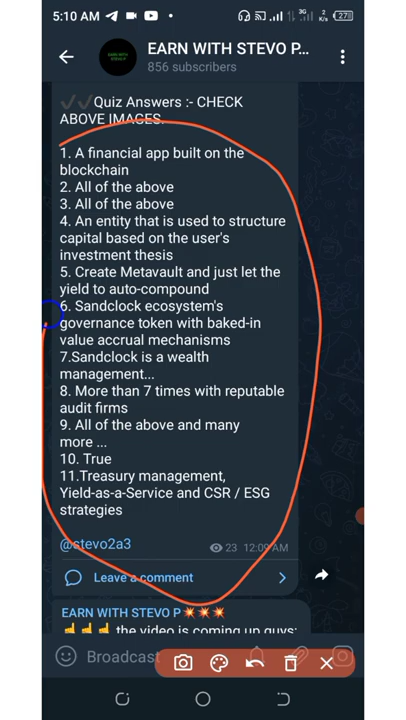 5:10 AM
3G
2
K/s
27
EARN WITH STEVO P...
856 subscribers
✔✔Quiz Answers :- CHECK
ABOVE IMAGES.
1. A financial app built on the
blockchain
2. All of the above
3. All of the above
4. An entity that is used to structure
capital based on the user's
investment thesis
5. Create Metavault and just let the
yield to auto-compound
6. Sandclock ecosystem's
governance token with baked-in
value accrual mechanisms
7.Sandclock is a wealth
management...
8. More than 7 times with reputable
audit firms
9. All of the above and many
more ...
10. True
11.Treasury management,
Yield-as-a-Service and CSR / ESG
strategies
@stevo2a3
23 12:09 AM
Leave a comment
EARN WITH STEVO P💥💥💥
☝☝☝ the video is coming up guys:
Broadcast